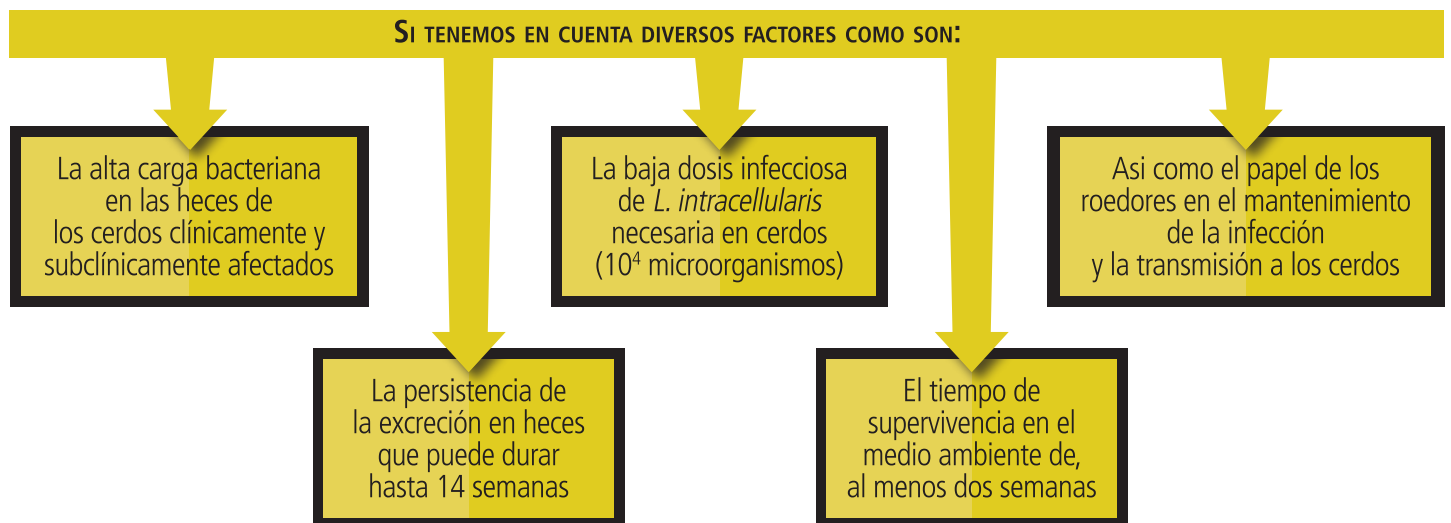 SI TENEMOS EN CUENTA DIVERSOS FACTORES COMO SON:
La alta carga bacteriana
en las heces de
los cerdos clínicamente y
subclínicamente afectados
La persistencia de
la excreción en heces
que puede durar
hasta 14 semanas
La baja dosis infecciosa
de L. intracellularis
necesaria en cerdos
(10⁴ microorganismos)
El tiempo de
supervivencia en el
medio ambiente de,
al menos dos semanas
Asi como el papel de los
roedores en el mantenimiento
de la infección
y la transmisión a los cerdos